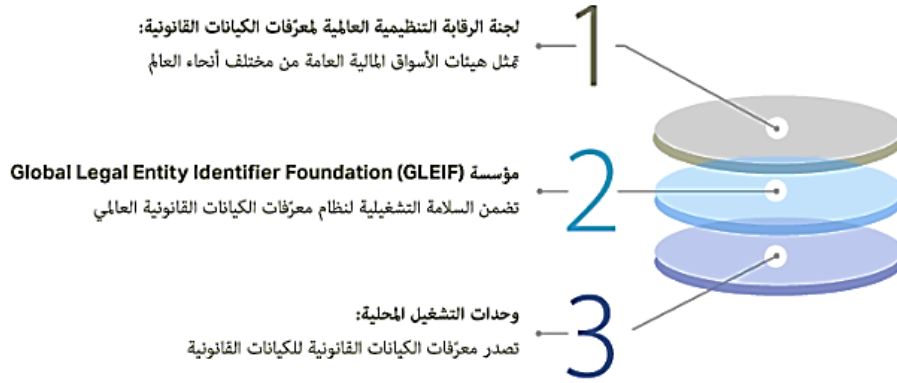 1
لجنة الرقابة التنظيمية العالمية لمعرّفات الكيانات القانونية:
تمثل هيئات الأسواق المالية العامة من مختلف أنحاء العالم
2
مؤسسة Global Legal Entity Identifier Foundation (GLEIF)
تضمن السلامة التشغيلية لنظام معرّفات الكيانات القانونية العالمي
3
وحدات التشغيل المحلية:
تصدر معرّفات الكيانات القانونية للكيانات القانونية